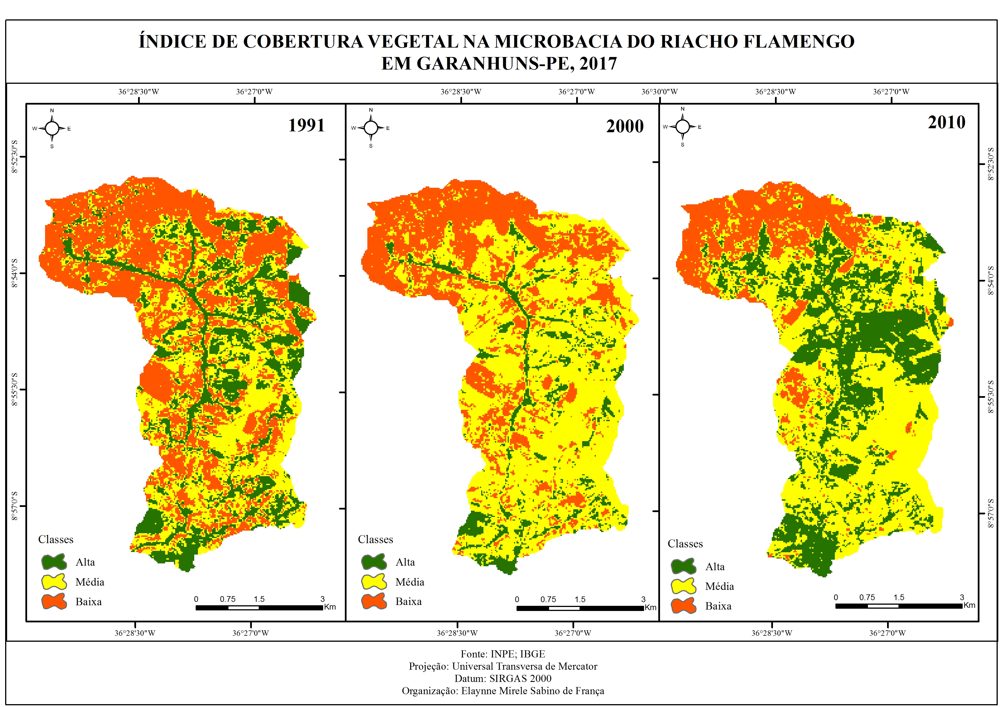 ÍNDICE DE COBERTURA VEGETAL NA MICROBACIA DO RIACHO FLAMENGO
EM GARANHUNS-PE, 2017
36°28'30"W
36°27'0"W
36°28'30"W
36°27'0"W
36°30'0"W
36°28'30"W
36°27'0"W
N
W
E
S
1991
N
W
E
S
2000
N
W
E
S
2010
8°52'30"S
8°54'0"S
8°55'30"S
8°57'0"S
8°52'30"S
8°54'0"S
8°55'30"S
8°57'0"S
Classes
Alta
Média
Baixa
0 0.75 1.5 3
Km
Classes
Alta
Média
Baixa
0 0.75 1.5 3
Km
Classes
Alta
Média
Baixa
0 0.75 1.5 3
Km
36°28'30"W
36°27'0"W
36°28'30"W
36°27'0"W
36°28'30"W
36°27'0"W
Fonte: INPE; IBGE
Projeção: Universal Transversa de Mercator
Datum: SIRGAS 2000
Organização: Elaynne Mirele Sabino de França